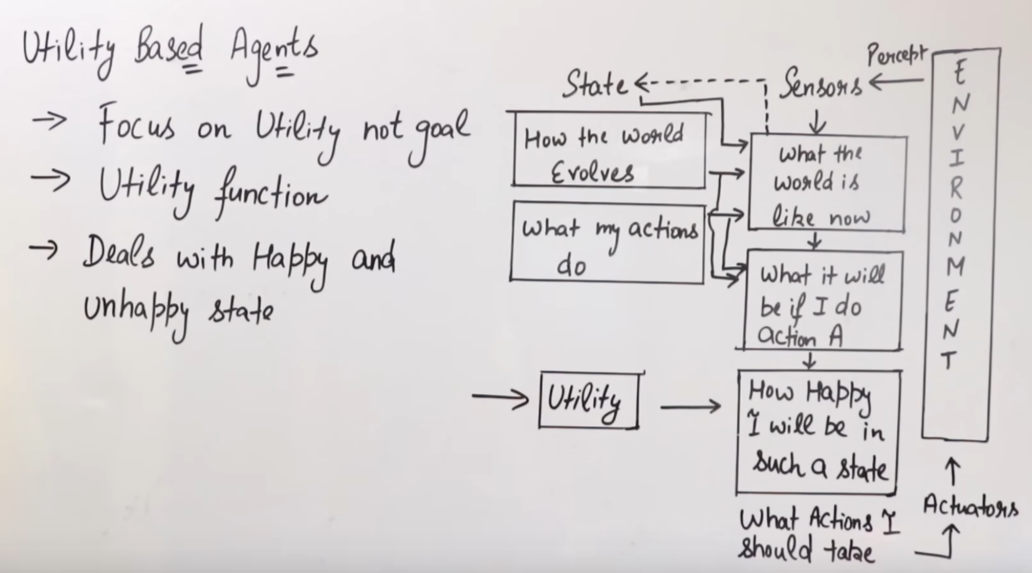 Utility Based Agents
→ Focus on Utility not goal
→ Utility function
→ Deals with Happy and
unhappy state
Percept
State
Sensors
How the world
Evolves
What my actions
do
What the
world is
like now
What it will
be if I do
action A
Utility
How Happy
I will be in
such a state
What Actions I
should take
Actuators
ENVIRONMENT